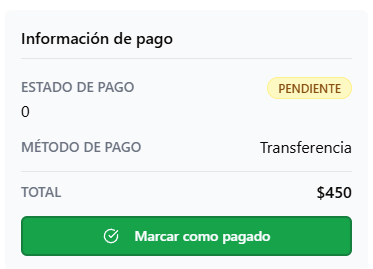 Información de pago
ESTADO DE PAGO PENDIENTE
0
MÉTODO DE PAGO Transferencia
TOTAL $450
Marcar como pagado